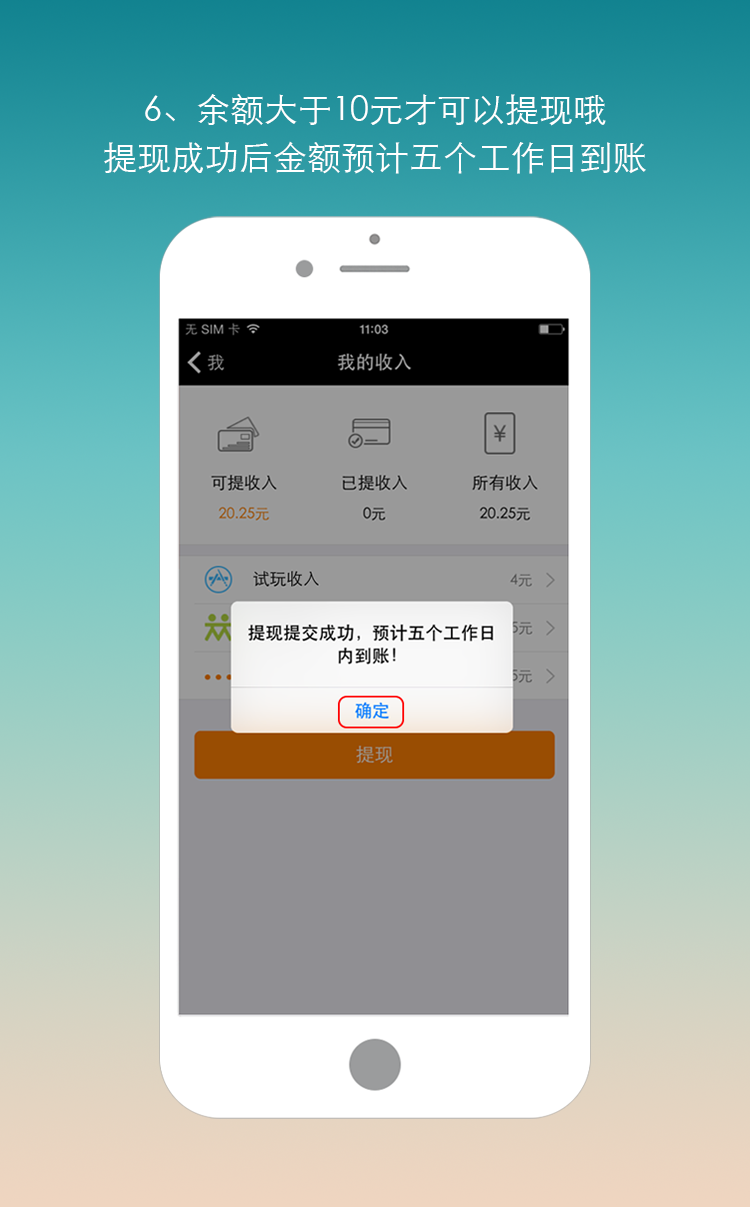 6、余额大于10元才可以提现哦
提现成功后金额预计五个工作日到账
无 SIM 卡
11:03
我
我的收入
可提收入
已提收入
所有收入
20.25元
0元
20.25元
试玩收入
4元
5元
5元
提现提交成功，预计五个工作日
内到账！
确定
提现